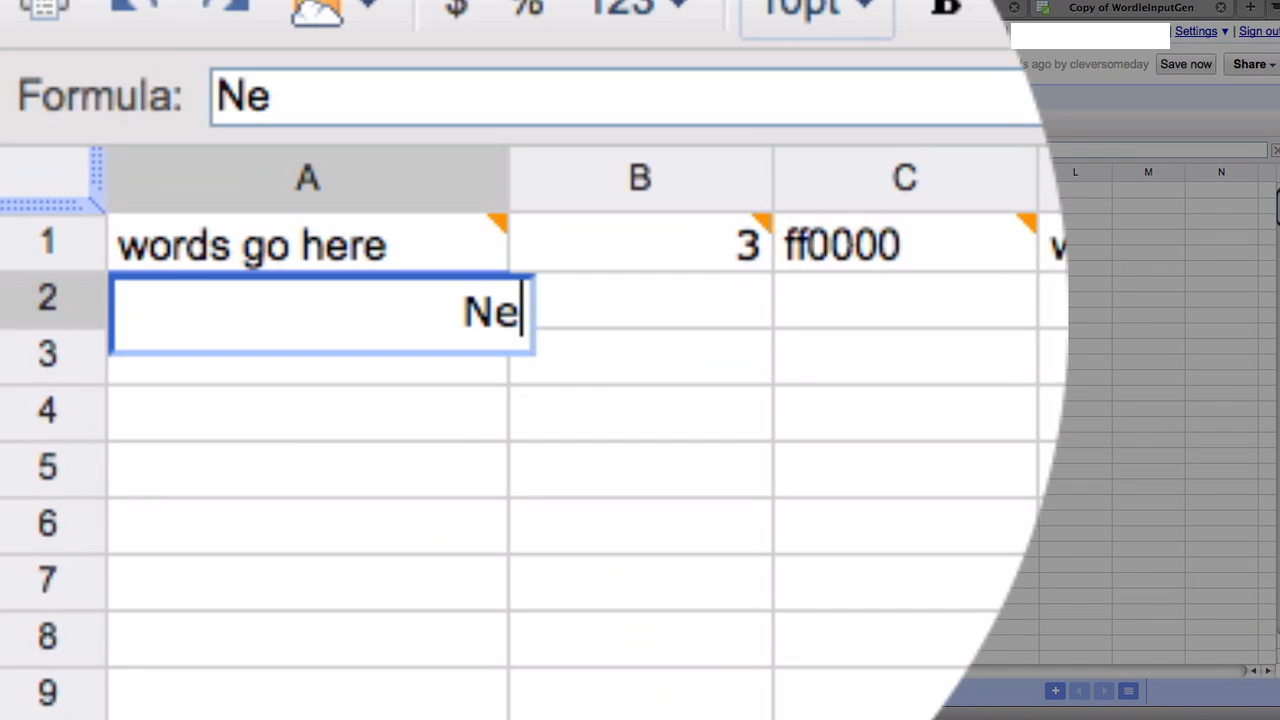 $ % 123 10pt B
Copy of WordleInputGen
Settings ▾ | Sign out
's ago by cleversomeday Save now Share
Formula: Ne
A B C L M N
1 words go here 3 ff0000
2 Ne
3
4
5
6
7
8
9